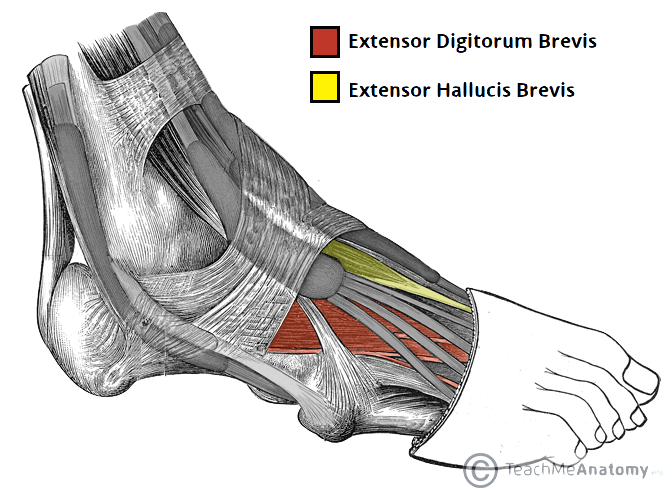 Extensor Digitorum Brevis
Extensor Hallucis Brevis
© TeachMeAnatomy